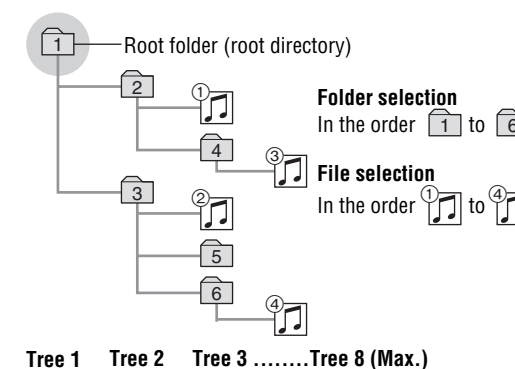 1 Root folder (root directory)
2
①
Folder selection
In the order 1 to 6
4
③
File selection
3
②
In the order ① to ④
5
6
④
Tree 1 Tree 2 Tree 3 ........Tree 8 (Max.)